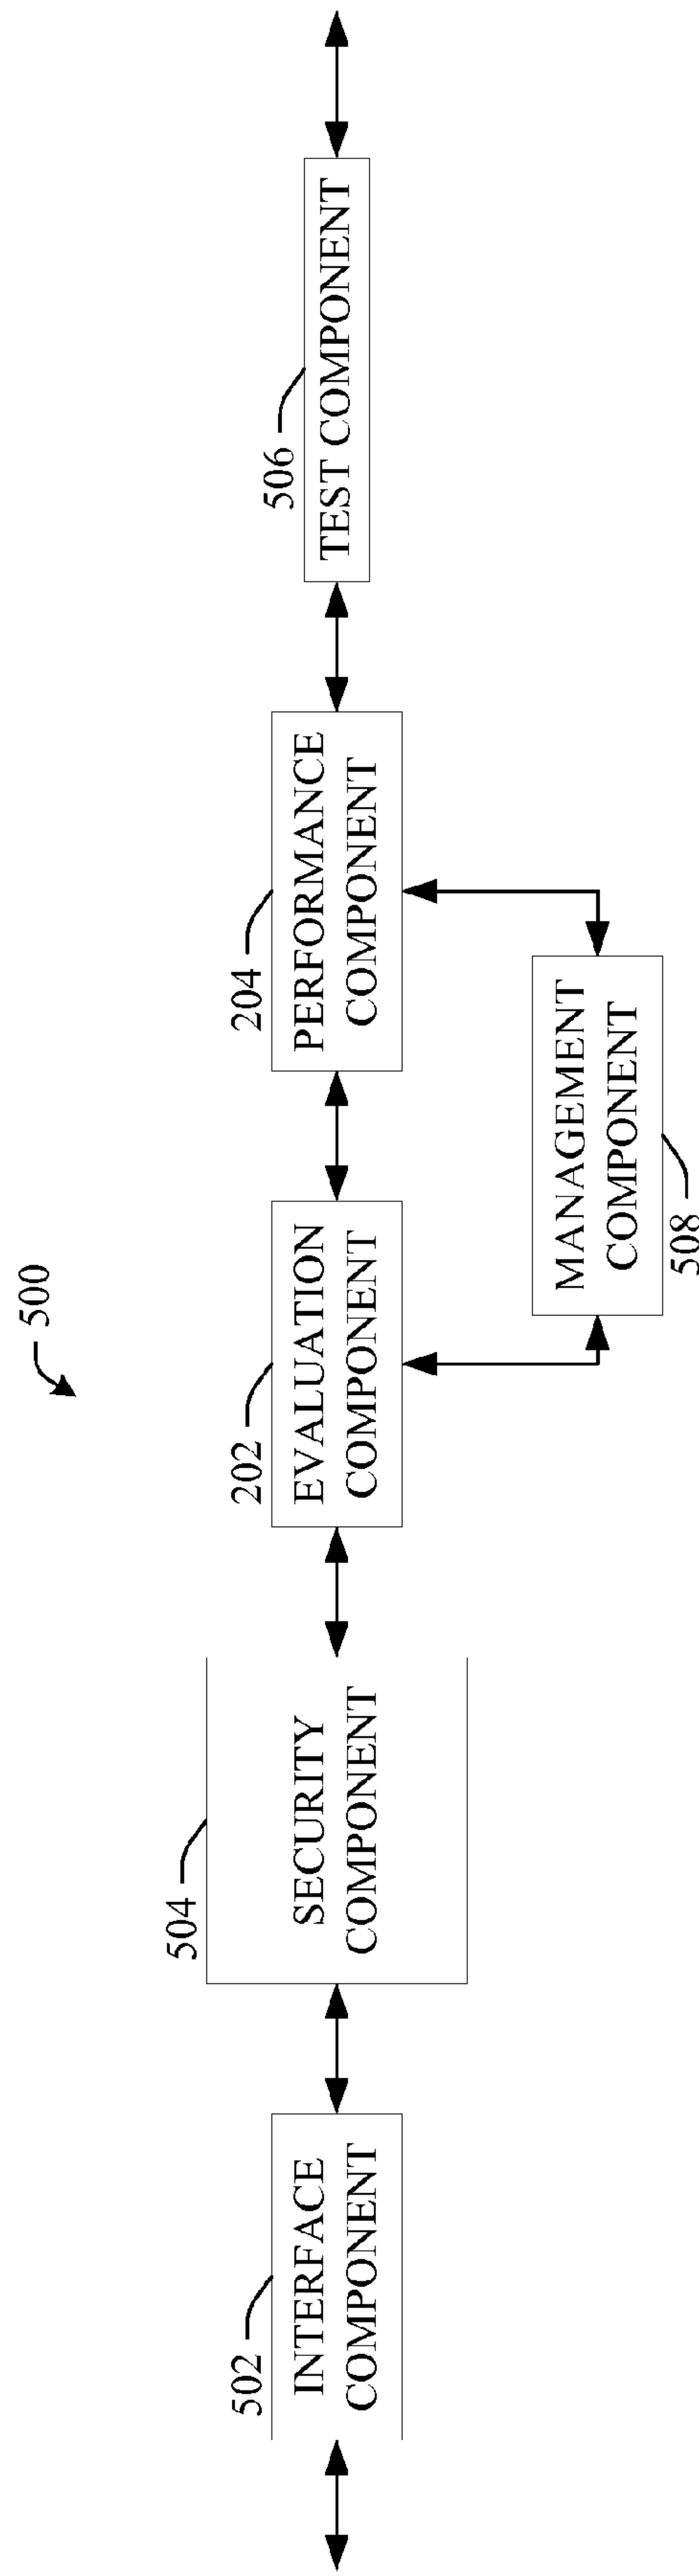 500
502
INTERFACE
COMPONENT
504
SECURITY
COMPONENT
202
EVALUATION
COMPONENT
204
PERFORMANCE
COMPONENT
506
TEST COMPONENT
MANAGEMENT
COMPONENT
508